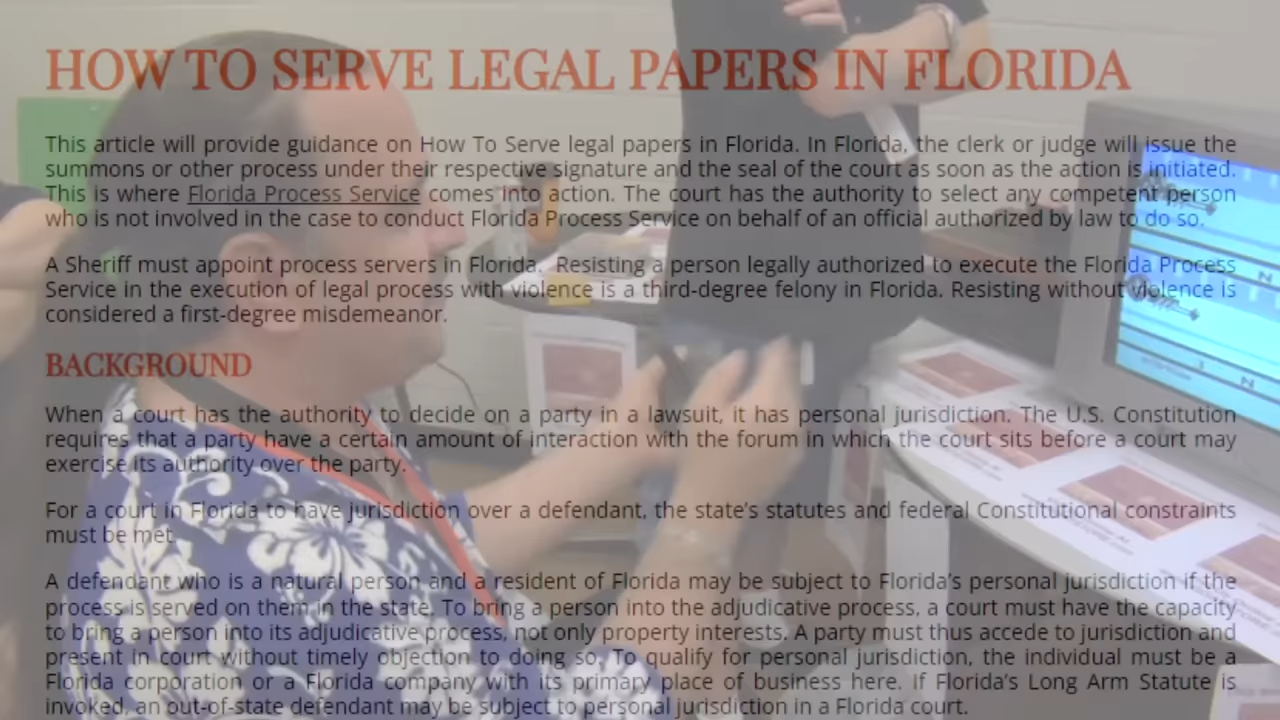 HOW TO SERVE LEGAL PAPERS IN FLORIDA
This article will provide guidance on How To Serve legal papers in Florida. In Florida, the clerk or judge will issue the
summons or other process under their respective signature and the seal of the court as soon as the action is initiated.
This is where Florida Process Service comes into action. The court has the authority to select any competent person
who is not involved in the case to conduct Florida Process Service on behalf of an official authorized by law to do so.
A Sheriff must appoint process servers in Florida. Resisting a person legally authorized to execute the Florida Process
Service in the execution of legal process with violence is a third-degree felony in Florida. Resisting without violence is
considered a first-degree misdemeanor.
BACKGROUND
When a court has the authority to decide on a party in a lawsuit, it has personal jurisdiction. The U.S. Constitution
requires that a party have a certain amount of interaction with the forum in which the court sits before a court may
exercise its authority over the party.
For a court in Florida to have jurisdiction over a defendant, the state's statutes and federal Constitutional constraints
must be met.
A defendant who is a natural person and a resident of Florida may be subject to Florida's personal jurisdiction if the
process is served on them in the state. To bring a person into the adjudicative process, a court must have the capacity
to bring a person into its adjudicative process, not only property interests. A party must thus accede to jurisdiction and
present in court without timely objection to doing so. To qualify for personal jurisdiction, the individual must be a
Florida corporation or a Florida company with its primary place of business here. If Florida's Long Arm Statute is
invoked, an out-of-state defendant may be subject to personal jurisdiction in a Florida court.